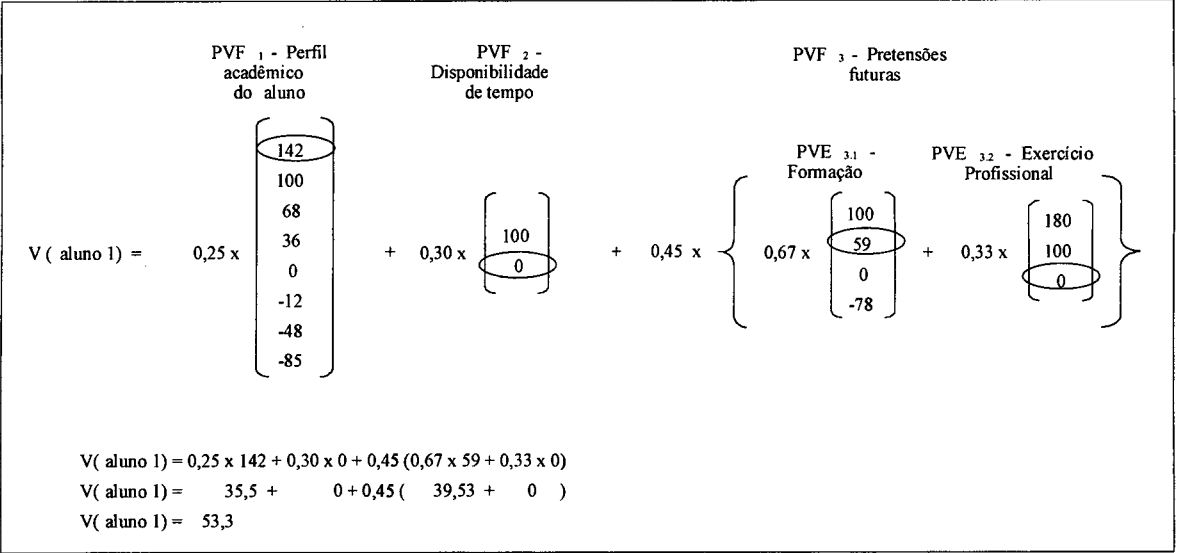 PVF 1 - Perfil
acadêmico
do aluno
PVF 2 -
Disponibilidade
de tempo
PVF 3 - Pretensões
futuras
PVE 3.1 -
Formação
PVE 3.2 - Exercício
Profissional
142
100
68
36
0
-12
-48
-85
100
0
100
59
0
-78
180
100
0
V ( aluno 1) = 0,25 x + 0,30 x + 0,45 x 0,67 x + 0,33 x
V( aluno 1) = 0,25 x 142 + 0,30 x 0 + 0,45 (0,67 x 59 + 0,33 x 0)
V( aluno 1) = 35,5 + 0 + 0,45 ( 39,53 + 0 )
V( aluno 1) = 53,3